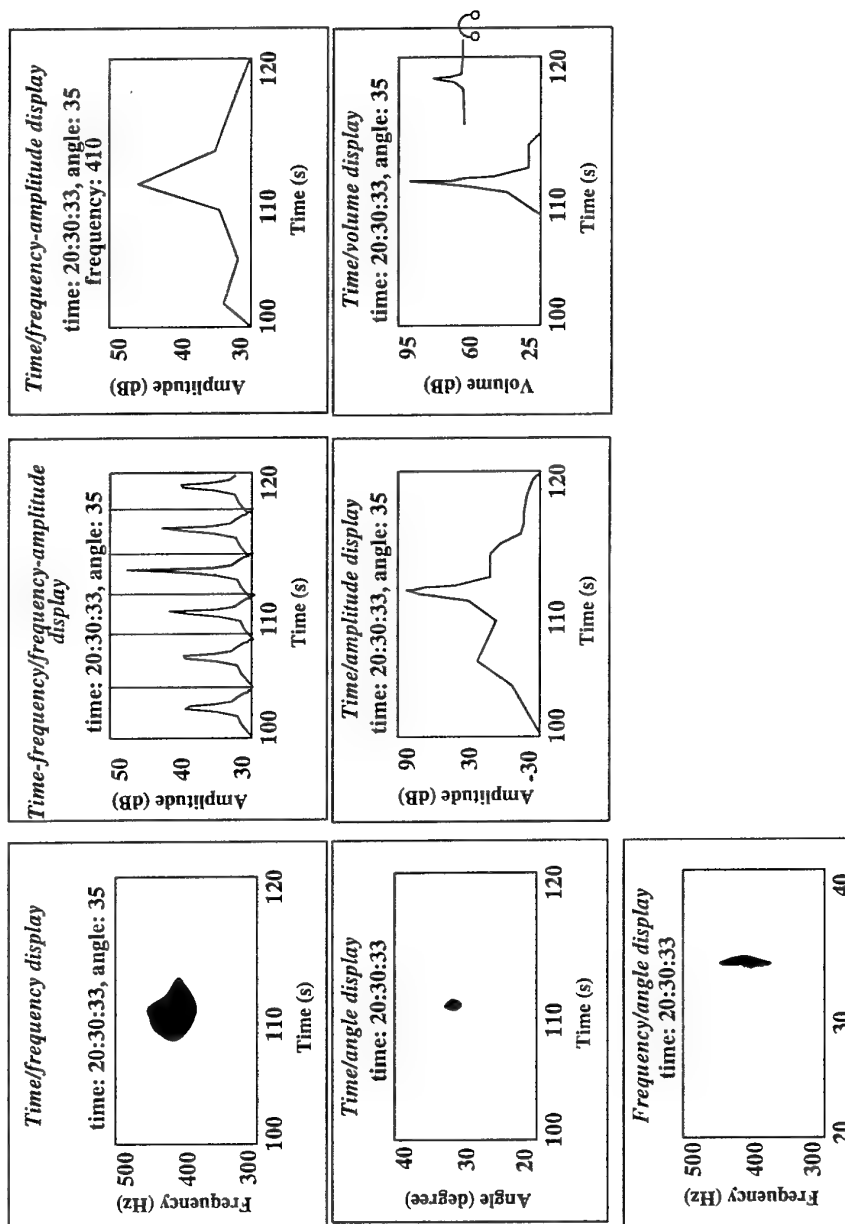 Time/frequency display
time: 20:30:33, angle: 35
Frequency (Hz)
500
400
300
100
110
120
Time (s)
Time-frequency/frequency-amplitude
display
time: 20:30:33, angle: 35
Amplitude (dB)
50
40
30
100
110
120
Time (s)
Time/frequency-amplitude display
time: 20:30:33, angle: 35
frequency: 410
Amplitude (dB)
50
40
30
100
110
120
Time (s)
Time/angle display
time: 20:30:33
Angle (degree)
40
30
20
100
110
120
Time (s)
Time/amplitude display
time: 20:30:33, angle: 35
Amplitude (dB)
90
30
-30
100
110
120
Time (s)
Time/volume display
time: 20:30:33, angle: 35
Volume (dB)
95
60
25
100
110
120
Time (s)
Frequency/angle display
time: 20:30:33
Frequency (Hz)
500
400
300
20
30
40